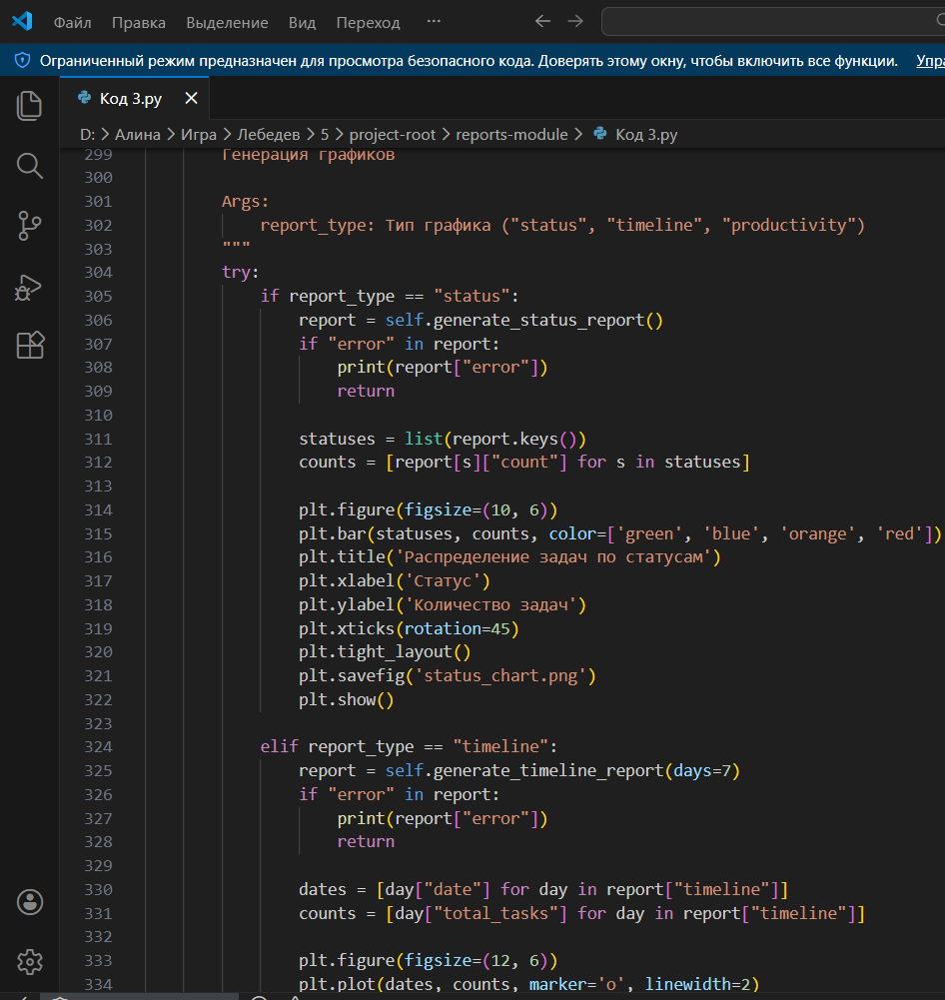 Файл Правка Выделение Вид Переход ···
Ограниченный режим предназначен для просмотра безопасного кода. Доверять этому окну, чтобы включить все функции. Упра
Код 3.py
D: > Алина > Игра > Лебедев > 5 > project-root > reports-module > Код 3.py
299 Генерация графиков
300
301 Args:
302 report_type: Тип графика ("status", "timeline", "productivity")
303 """
304 try:
305 if report_type == "status":
306 report = self.generate_status_report()
307 if "error" in report:
308 print(report["error"])
309 return
310
311 statuses = list(report.keys())
312 counts = [report[s]["count"] for s in statuses]
313
314 plt.figure(figsize=(10, 6))
315 plt.bar(statuses, counts, color=['green', 'blue', 'orange', 'red'])
316 plt.title('Распределение задач по статусам')
317 plt.xlabel('Статус')
318 plt.ylabel('Количество задач')
319 plt.xticks(rotation=45)
320 plt.tight_layout()
321 plt.savefig('status_chart.png')
322 plt.show()
323
324 elif report_type == "timeline":
325 report = self.generate_timeline_report(days=7)
326 if "error" in report:
327 print(report["error"])
328 return
329
330 dates = [day["date"] for day in report["timeline"]]
331 counts = [day["total_tasks"] for day in report["timeline"]]
332
333 plt.figure(figsize=(12, 6))
334 plt.plot(dates, counts, marker='o', linewidth=2)